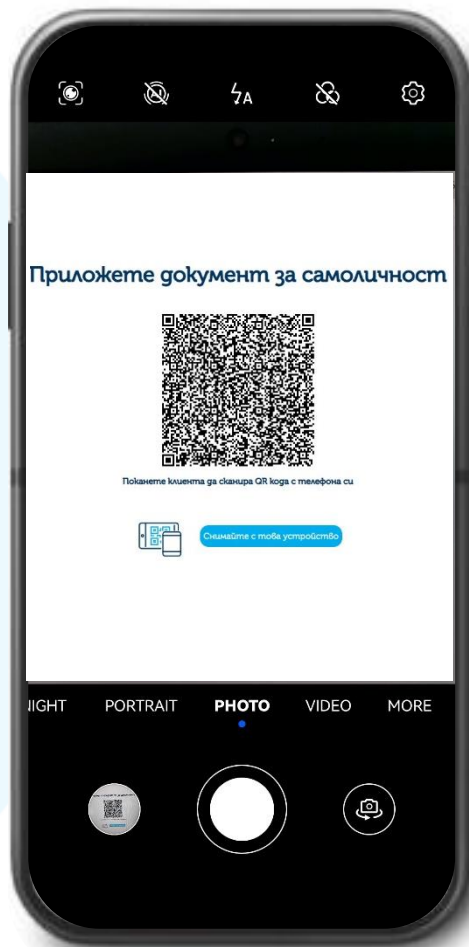 Приложете документ за самоличност
Поканете клиента да сканира QR кода с телефона си
Снимайте с това устройство
NIGHT PORTRAIT PHOTO VIDEO MORE